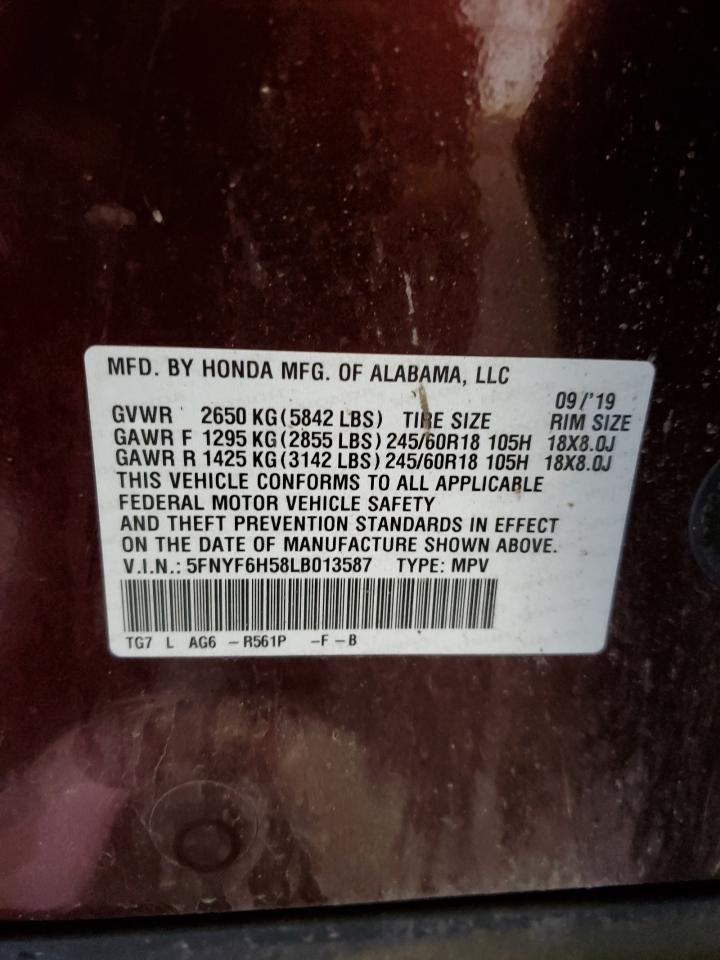 MFD. BY HONDA MFG. OF ALABAMA, LLC
09/'19
GVWR 2650 KG(5842 LBS) TIRE SIZE RIM SIZE
GAWR F 1295 KG(2855 LBS) 245/60R18 105H 18X8.0J
GAWR R 1425 KG(3142 LBS) 245/60R18 105H 18X8.0J
THIS VEHICLE CONFORMS TO ALL APPLICABLE
FEDERAL MOTOR VEHICLE SAFETY
AND THEFT PREVENTION STANDARDS IN EFFECT
ON THE DATE OF MANUFACTURE SHOWN ABOVE.
V.I.N.: 5FNYF6H58LB013587 TYPE: MPV
TG7 L AG6 -R561P -F-B